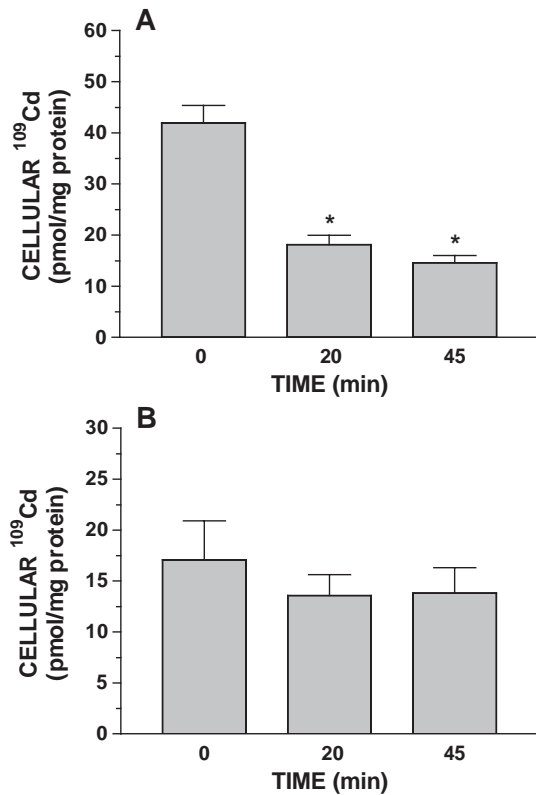 A
CELLULAR ¹⁰⁹Cd
(pmol/mg protein)
60
50
40
30
20
10
0
*
*
0 20 45
TIME (min)
B
CELLULAR ¹⁰⁹Cd
(pmol/mg protein)
30
25
20
15
10
5
0
0 20 45
TIME (min)